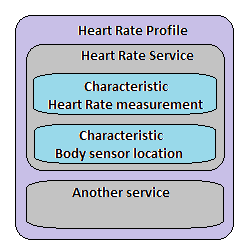 Heart Rate Profile
Heart Rate Service
Characteristic
Heart Rate measurement
Characteristic
Body sensor location
Another service